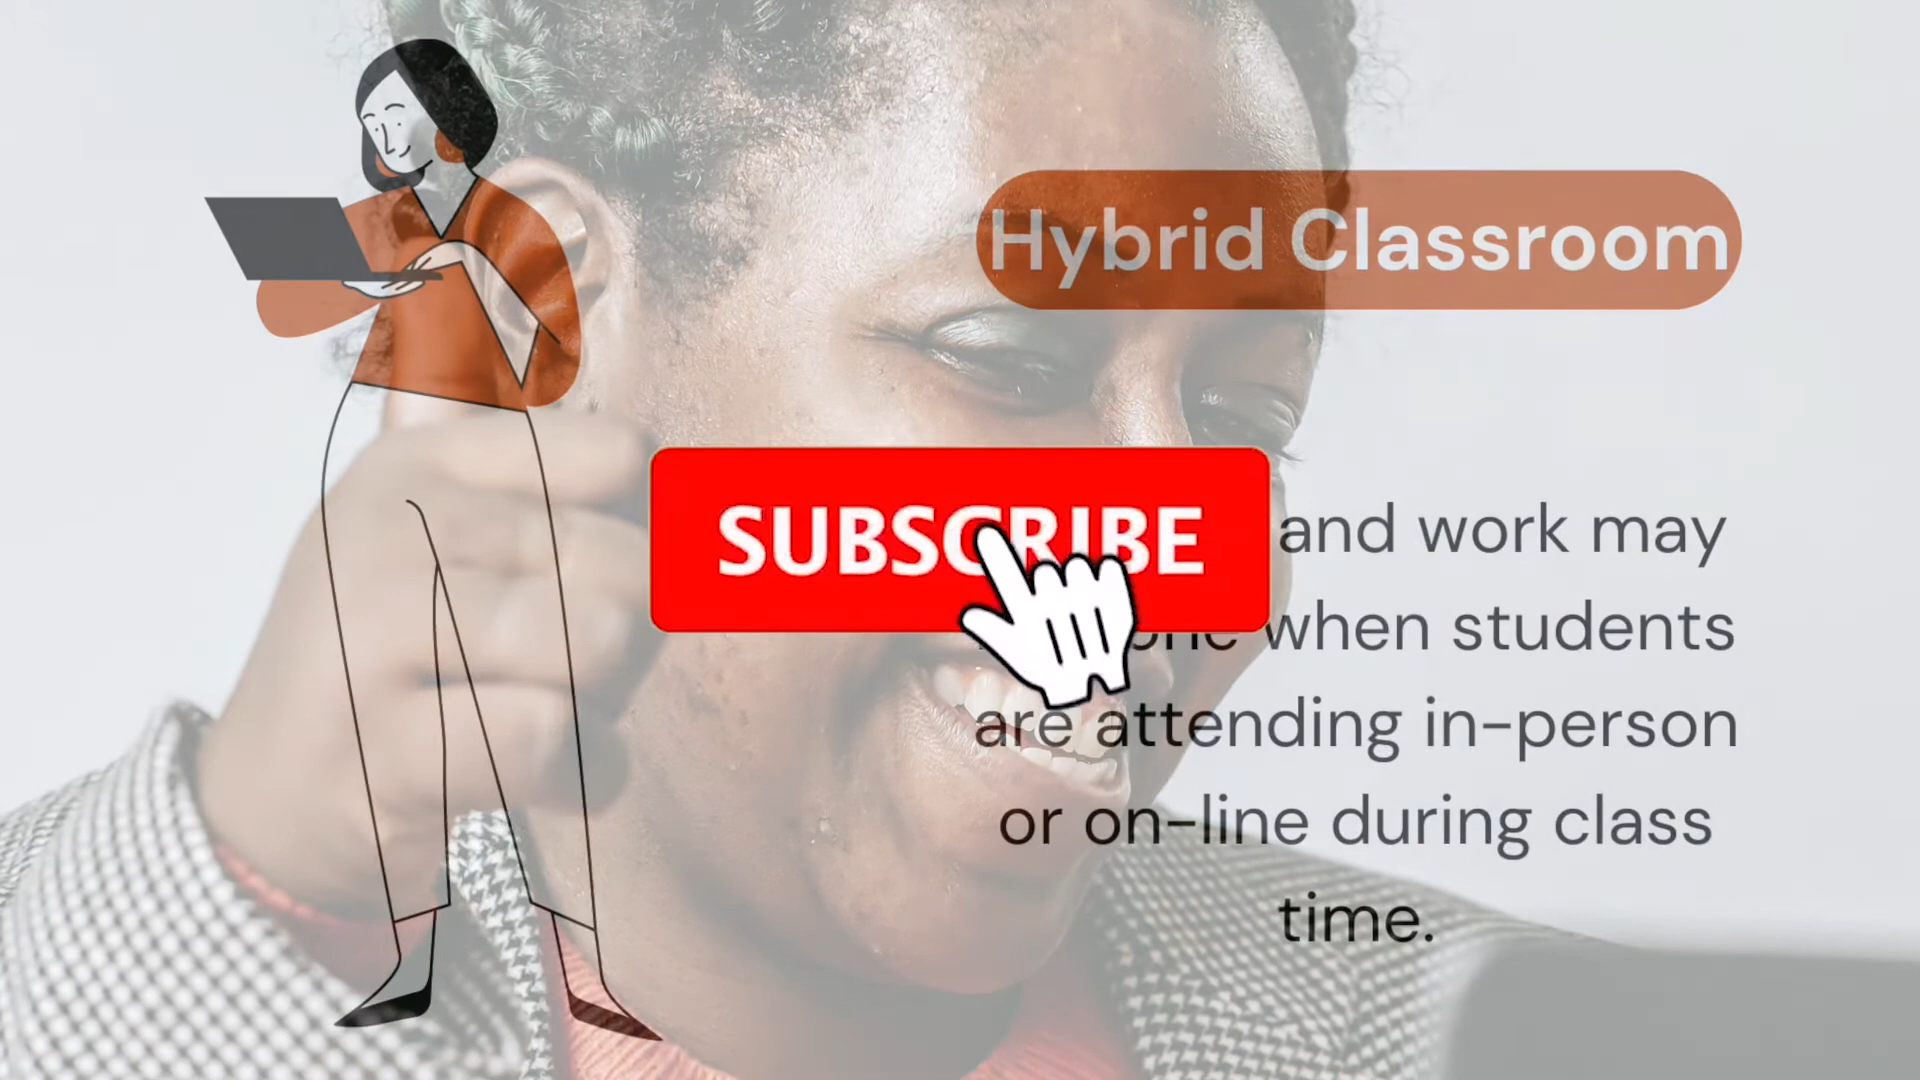 Hybrid Classroom
SUBSCRIBE
and work may
when students
are attending in-person
or on-line during class
time.